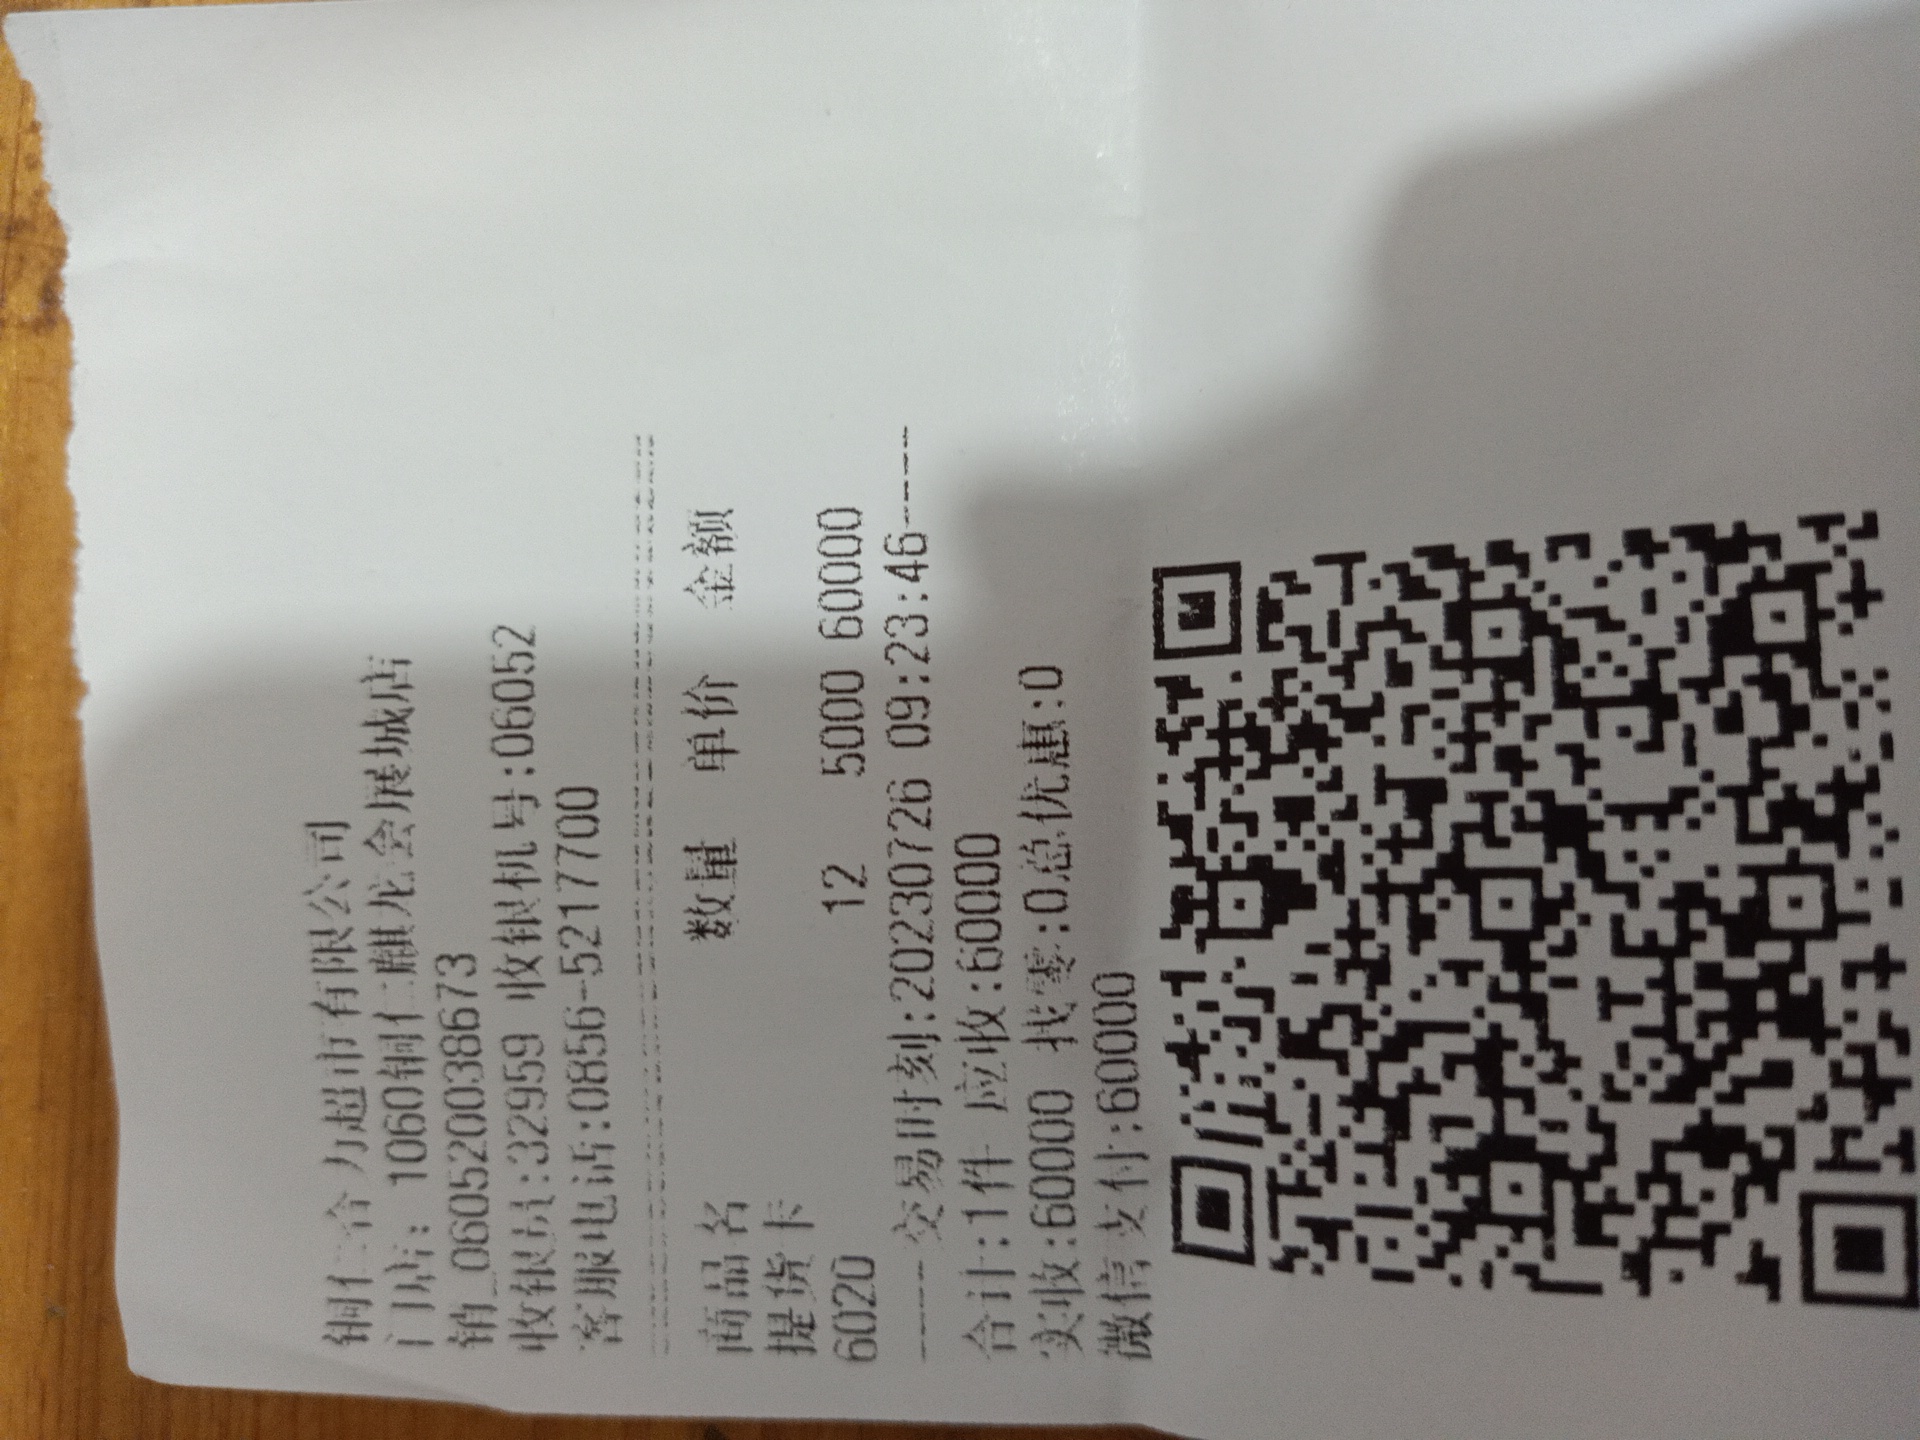 铜仁合力超市有限公司
门店: 1060铜仁麒龙会展城店
销_060520038673
收银员:32959 收银机号:06052
客服电话:0856-5217700
商品名 数量 单价 金额
提货卡
6020 12 5000 60000
----- 交易时刻:20230726 09:23:46-----
合计:1件 应收:60000
实收:60000 找零:0总优惠:0
微信支付:60000